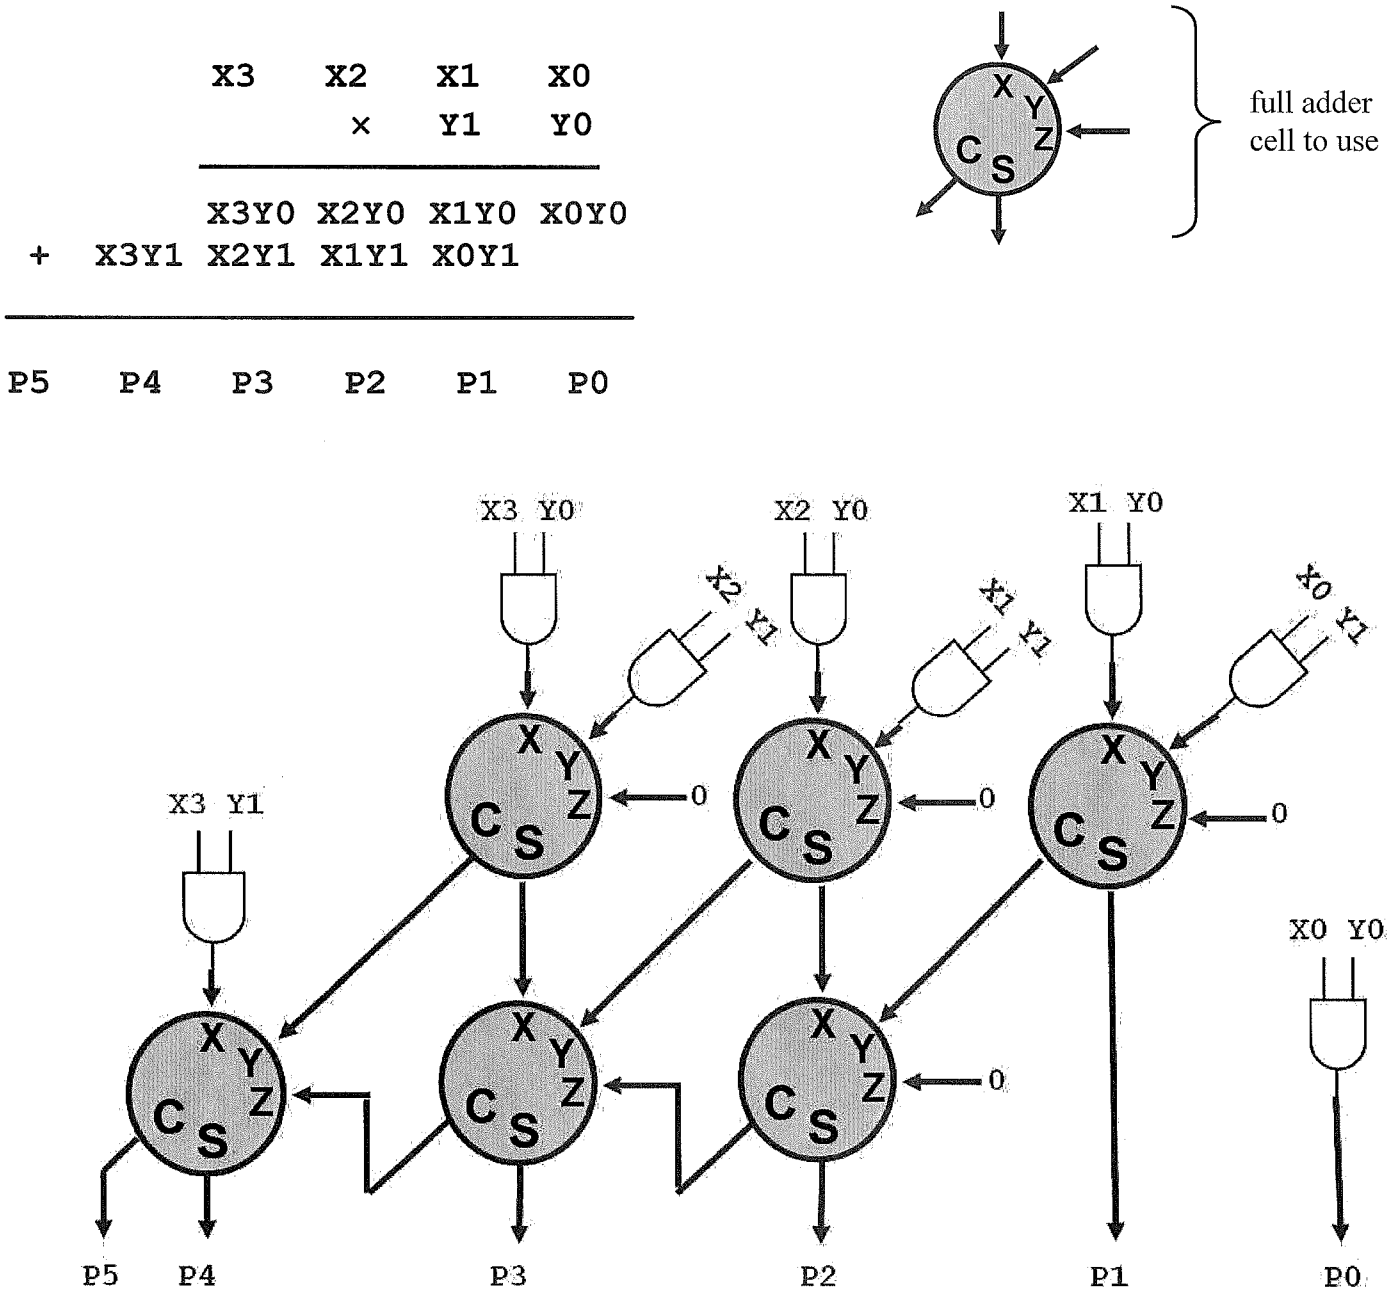 X3 X2 X1 X0
× Y1 Y0
X3Y0 X2Y0 X1Y0 X0Y0
+ X3Y1 X2Y1 X1Y1 X0Y1
P5 P4 P3 P2 P1 P0
X Y Z C S
full adder
cell to use
X3 Y0
X2 Y0
X1 Y0
X2 Y1
X1 Y1
X0 Y1
X Y Z C S
0
X Y Z C S
0
X Y Z C S
0
X3 Y1
X0 Y0
X Y Z C S
X Y Z C S
X Y Z C S
0
P5 P4 P3 P2 P1 P0